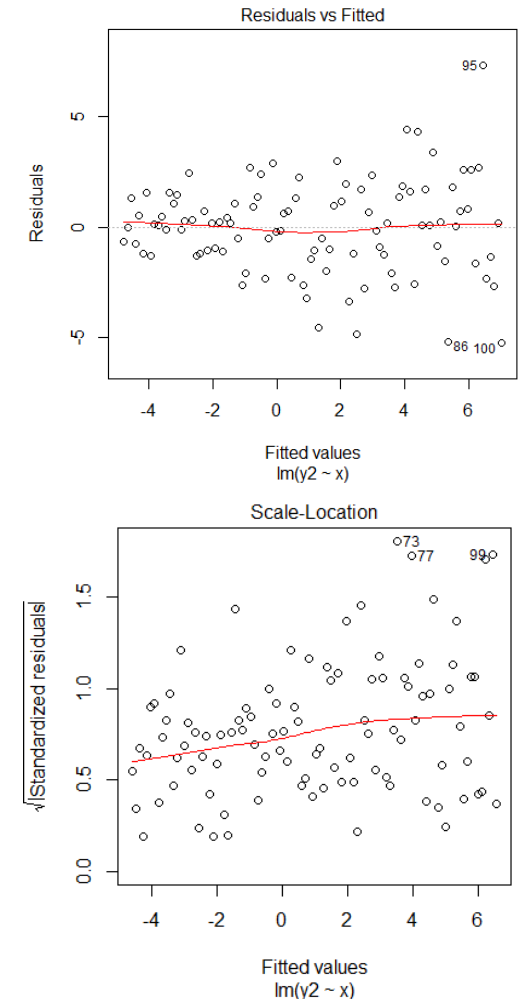 Residuals vs Fitted
Residuals
5
0
-5
95
86 100
-4 -2 0 2 4 6
Fitted values
lm(y2 ~ x)
Scale-Location
√|Standardized residuals|
1.5
1.0
0.5
0.0
73
77
99
-4 -2 0 2 4 6
Fitted values
lm(y2 ~ x)